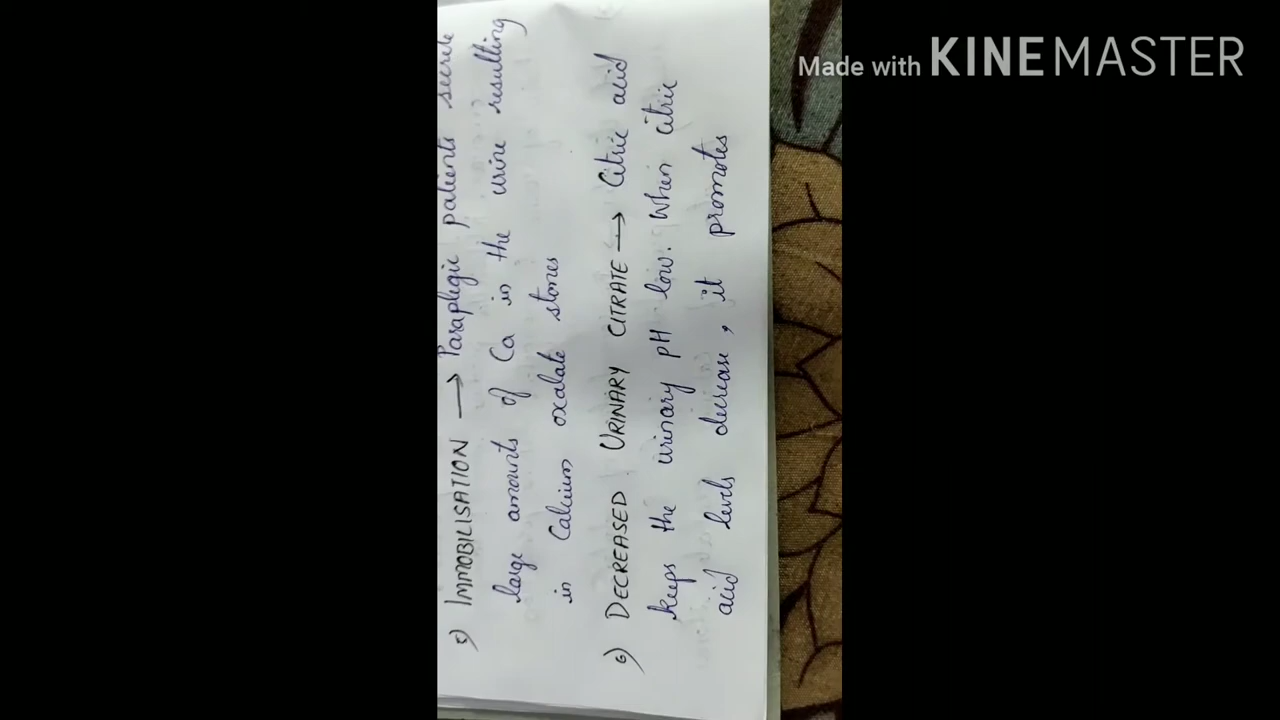 Made with KINEMASTER
5) IMMOBILISATION → Paraplegic patients secrete
large amounts of Ca in the urine resulting
in Calcium oxalate stones
6) DECREASED URINARY CITRATE → Citric acid
keeps the urinary pH low. When citric
acid levels decrease, it promotes